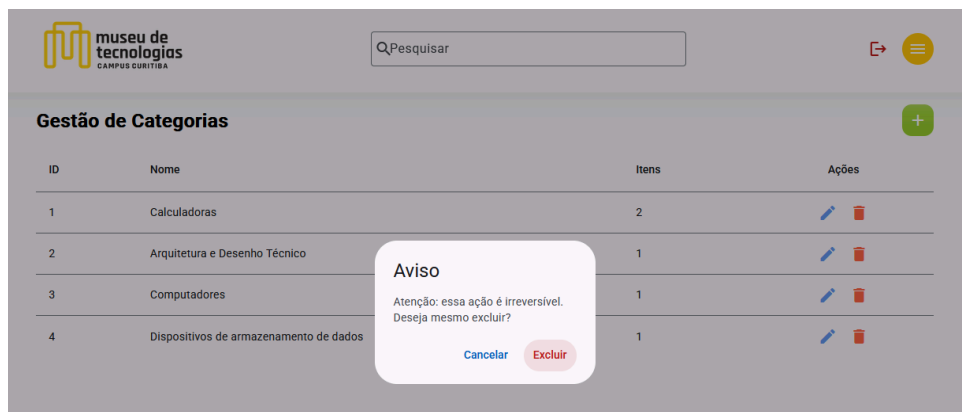 museu de
tecnologias
CAMPUS CURITIBA
Pesquisar
Gestão de Categorias
ID Nome Itens Ações
1 Calculadoras 2
2 Arquitetura e Desenho Técnico 1
3 Computadores 1
4 Dispositivos de armazenamento de dados 1
Aviso
Atenção: essa ação é irreversível.
Deseja mesmo excluir?
Cancelar Excluir